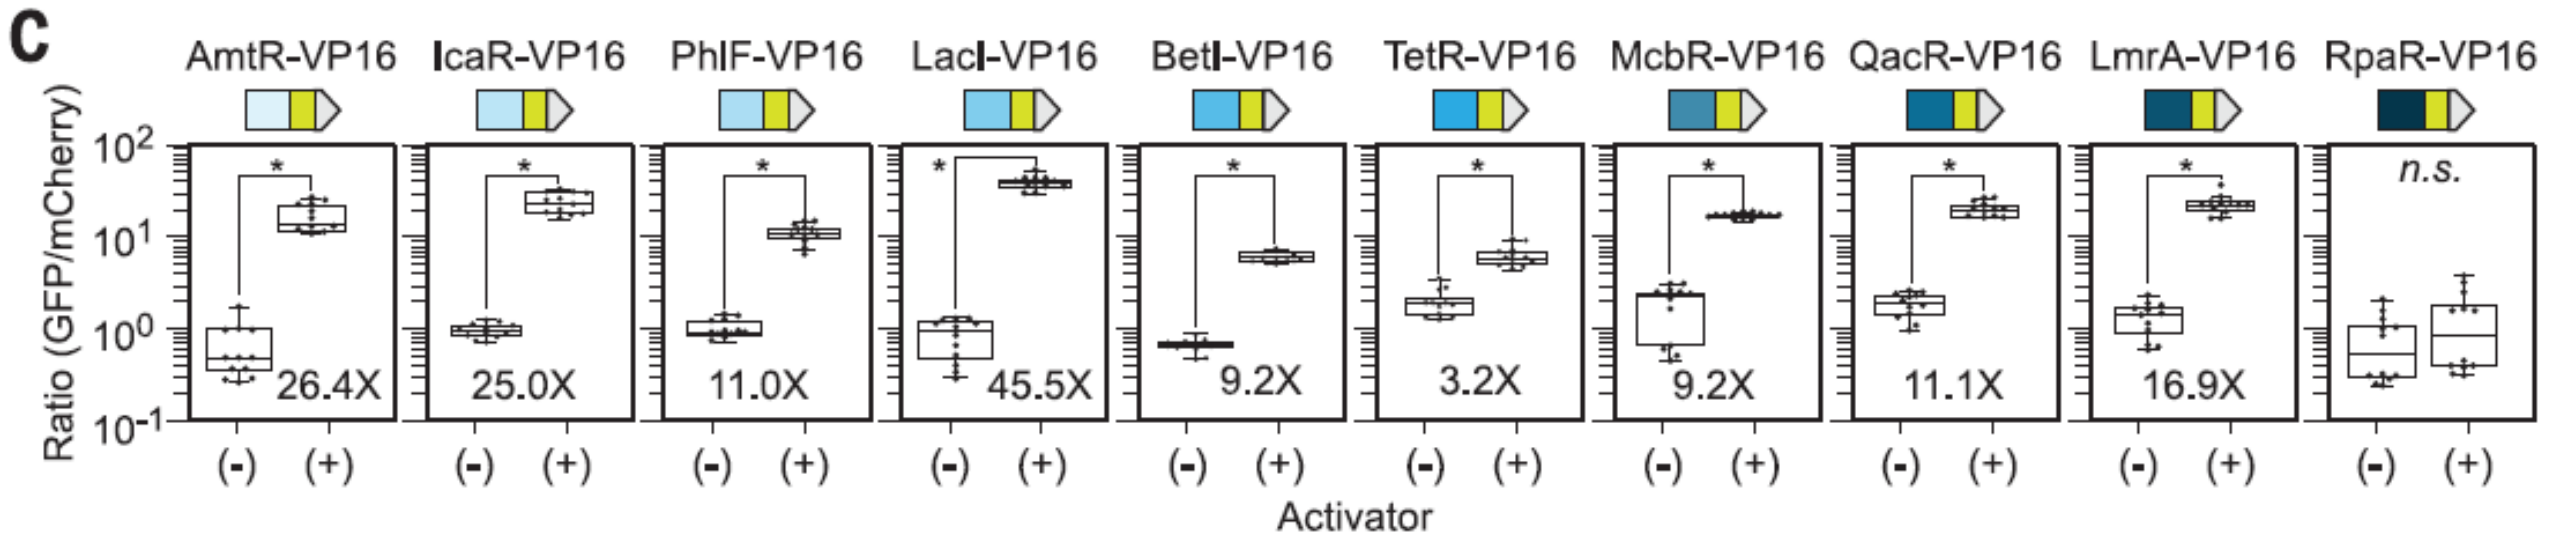 C
AmtR-VP16 IcaR-VP16 PhlF-VP16 LacI-VP16 BetI-VP16 TetR-VP16 McbR-VP16 QacR-VP16 LmrA-VP16 RpaR-VP16
Ratio (GFP/mCherry)
10² 10¹ 10⁰ 10⁻¹
* * * * * * * * * n.s.
26.4X 25.0X 11.0X 45.5X 9.2X 3.2X 9.2X 11.1X 16.9X
(-) (+) (-) (+) (-) (+) (-) (+) (-) (+) (-) (+) (-) (+) (-) (+) (-) (+) (-) (+)
Activator